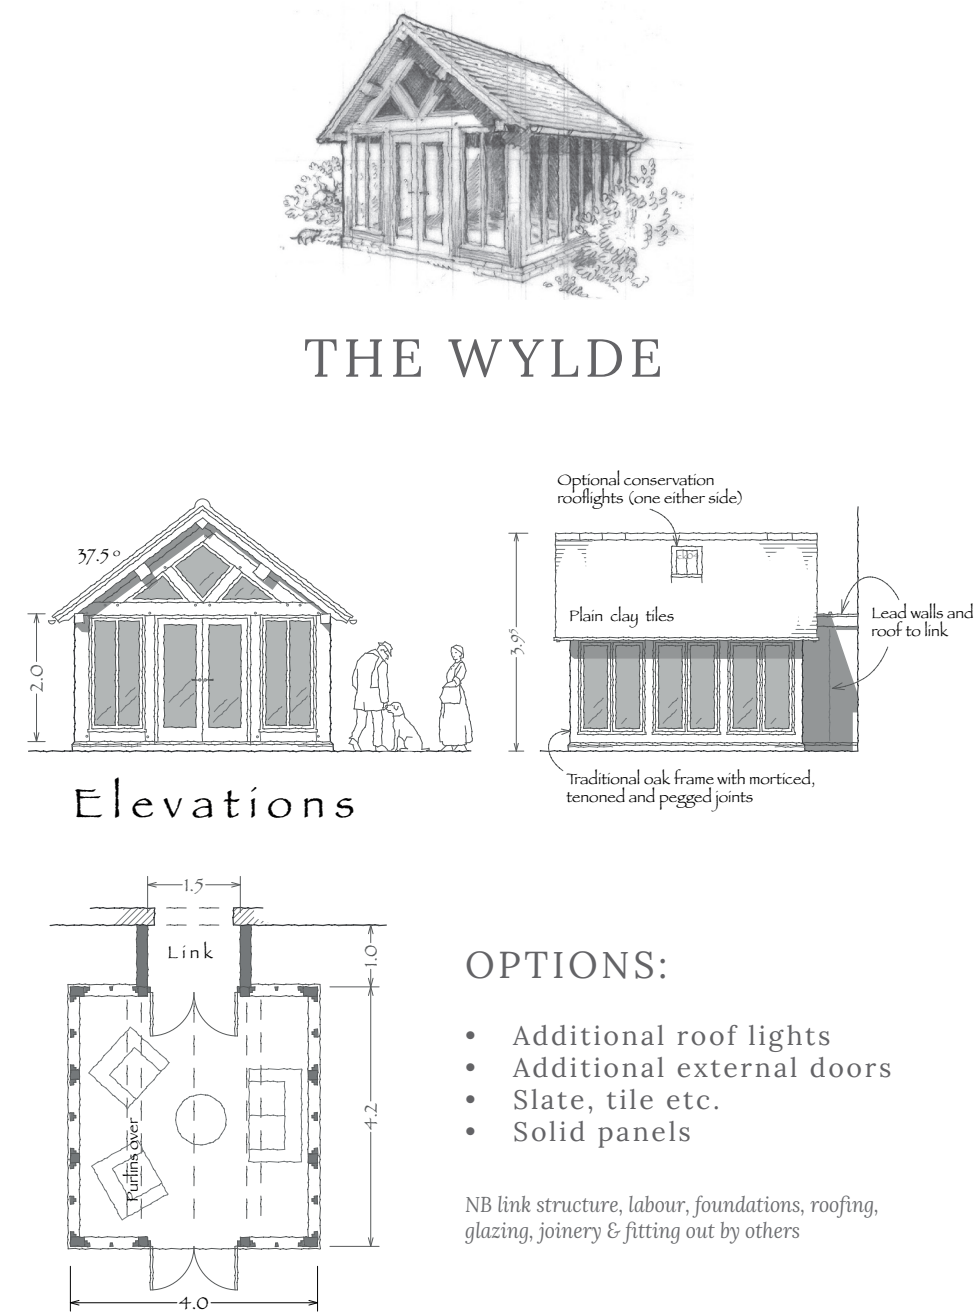 THE WYLDE
Optional conservation
rooflights (one either side)
37.5°
Plain clay tiles
Lead walls and
roof to link
2.0
3.95
Traditional oak frame with morticed,
tenoned and pegged joints
Elevations
1.5
Link
1.0
OPTIONS:
• Additional roof lights
• Additional external doors
• Slate, tile etc.
• Solid panels
4.2
Purlins over
NB link structure, labour, foundations, roofing,
glazing, joinery & fitting out by others
4.0